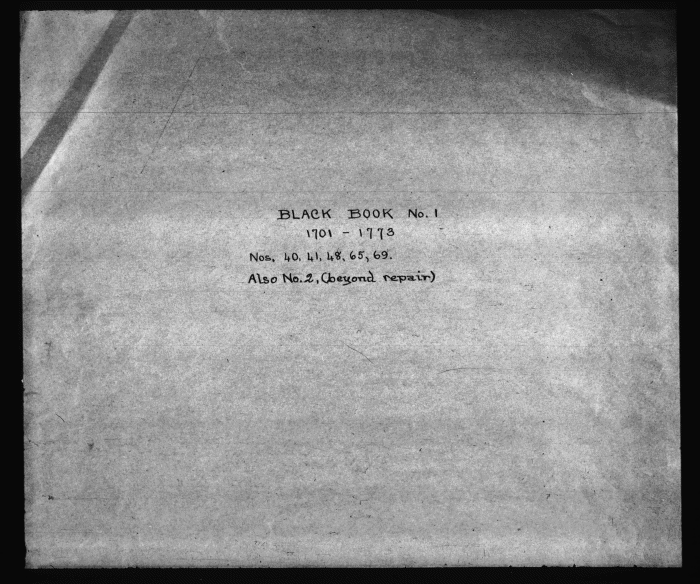 BLACK BOOK No. 1
1701 - 1773
Nos. 40, 41, 48, 65, 69.
Also No. 2, (beyond repair)